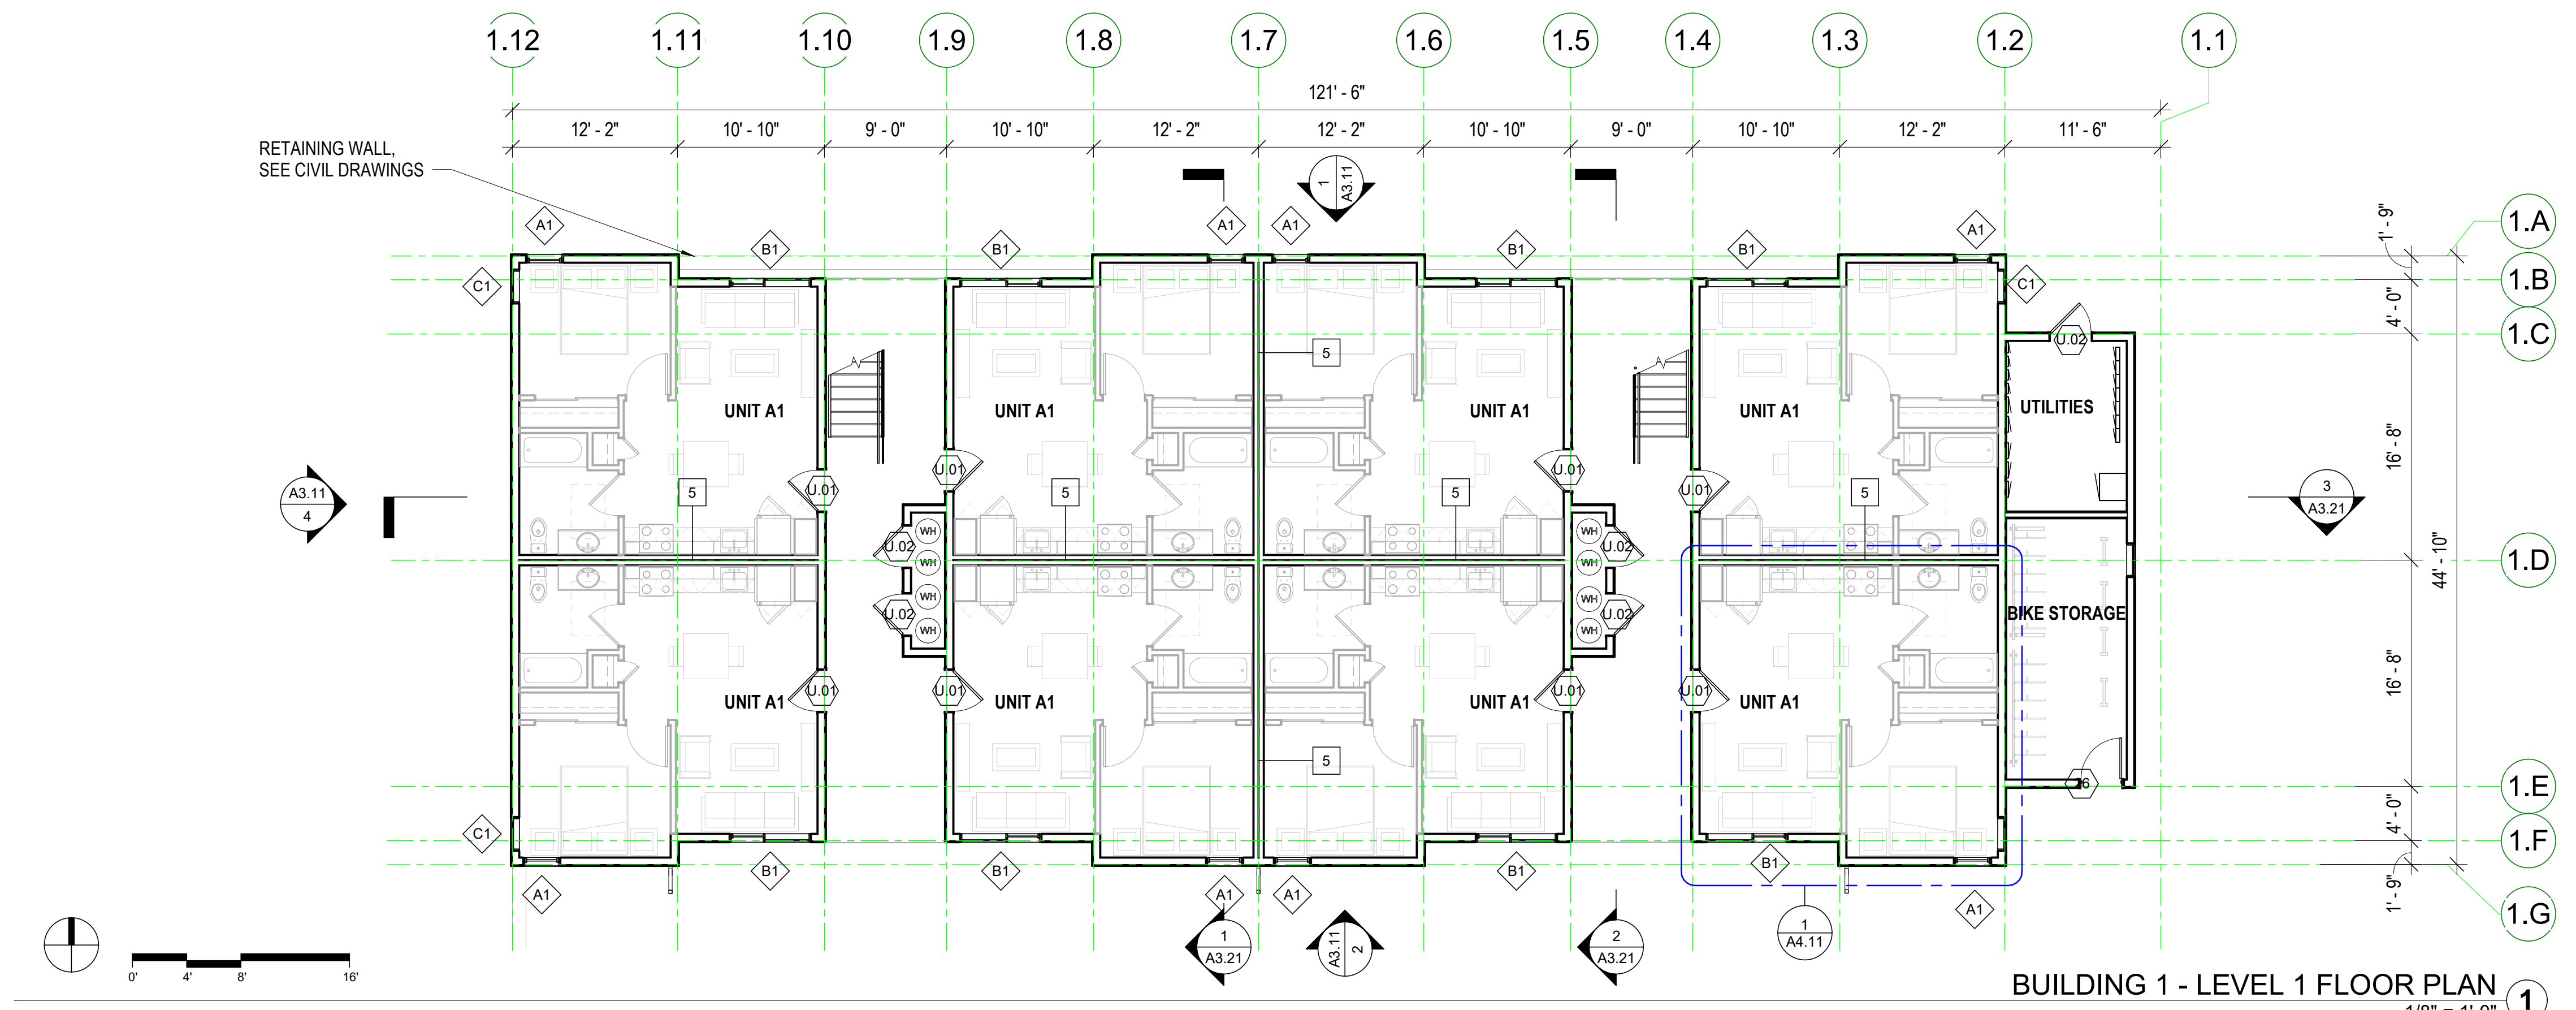 1.12 1.11 1.10 1.9 1.8 1.7 1.6 1.5 1.4 1.3 1.2 1.1
121' - 6"
12' - 2" 10' - 10" 9' - 0" 10' - 10" 12' - 2" 12' - 2" 10' - 10" 9' - 0" 10' - 10" 12' - 2" 11' - 6"
RETAINING WALL,
SEE CIVIL DRAWINGS
1 A3.11
A1 A1 A1 A1
B1 B1 B1 B1
C1 C1
1.A
1.B
1.C
1.D
1.E
1.F
1.G
1' - 9"
4' - 0"
16' - 8"
16' - 8"
4' - 0"
1' - 9"
44' - 10"
U.02
5
UNIT A1 UNIT A1 UNIT A1 UNIT A1 UTILITIES
U.01 U.01
5 5 5 5
U.01 U.01
A3.11
4
3
A3.21
WH WH
U.02 U.02
WH WH
WH WH
U.02 U.02
WH WH
BIKE STORAGE
U.01 U.01 U.01 U.01
UNIT A1 UNIT A1 UNIT A1 UNIT A1
5
C1
B1 B1 B1 B1
A1 A1 A1 A1
1
A3.21
A3.11 2
2
A3.21
1
A4.11
0' 4' 8' 16'
BUILDING 1 - LEVEL 1 FLOOR PLAN
1